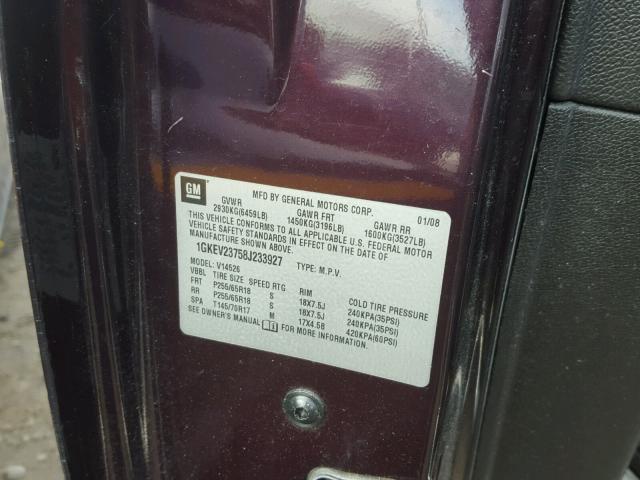 GM
MFD BY GENERAL MOTORS CORP. 01/08
GVWR GAWR FRT GAWR RR
2930KG(6459LB) 1450KG(3196LB) 1600KG(3527LB)
THIS VEHICLE CONFORMS TO ALL APPLICABLE U.S. FEDERAL MOTOR
VEHICLE SAFETY STANDARDS IN EFFECT ON THE DATE OF
MANUFACTURE SHOWN ABOVE.
1GKEV23758J233927 TYPE: M.P.V.
MODEL: V14526
VBBL TIRE SIZE SPEED RTG RIM COLD TIRE PRESSURE
FRT P255/65R18 S 18X7.5J 240KPA(35PSI)
RR P255/65R18 S 18X7.5J 240KPA(35PSI)
SPA T145/70R17 M 17X4.5B 420KPA(60PSI)
SEE OWNER'S MANUAL FOR MORE INFORMATION.